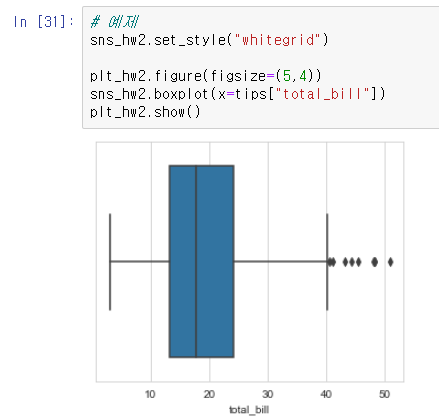 In [31]:
# 예제
sns_hw2.set_style("whitegrid")
plt_hw2.figure(figsize=(5,4))
sns_hw2.boxplot(x=tips["total_bill"])
plt_hw2.show()
10 20 30 40 50
total_bill